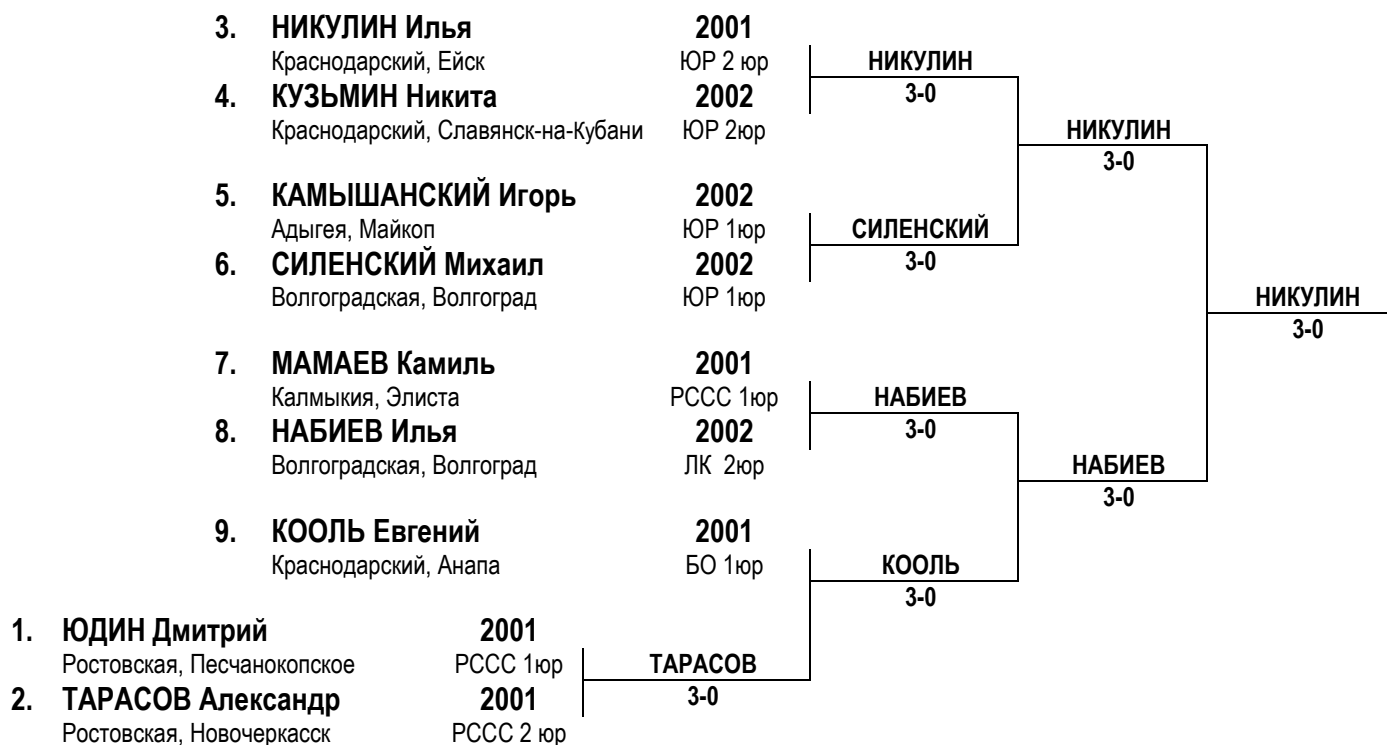 3. НИКУЛИН Илья 2001
Краснодарский, Ейск ЮР 2 юр НИКУЛИН
4. КУЗЬМИН Никита 2002 3-0
Краснодарский, Славянск-на-Кубани ЮР 2юр НИКУЛИН
3-0
5. КАМЫШАНСКИЙ Игорь 2002
Адыгея, Майкоп ЮР 1юр СИЛЕНСКИЙ
6. СИЛЕНСКИЙ Михаил 2002 3-0
Волгоградская, Волгоград ЮР 1юр НИКУЛИН
3-0
7. МАМАЕВ Камиль 2001
Калмыкия, Элиста РССС 1юр НАБИЕВ
8. НАБИЕВ Илья 2002 3-0
Волгоградская, Волгоград ЛК 2юр НАБИЕВ
3-0
9. КООЛЬ Евгений 2001
Краснодарский, Анапа БО 1юр КООЛЬ
3-0
1. ЮДИН Дмитрий 2001
Ростовская, Песчанокопское РССС 1юр ТАРАСОВ
2. ТАРАСОВ Александр 2001 3-0
Ростовская, Новочеркасск РССС 2 юр